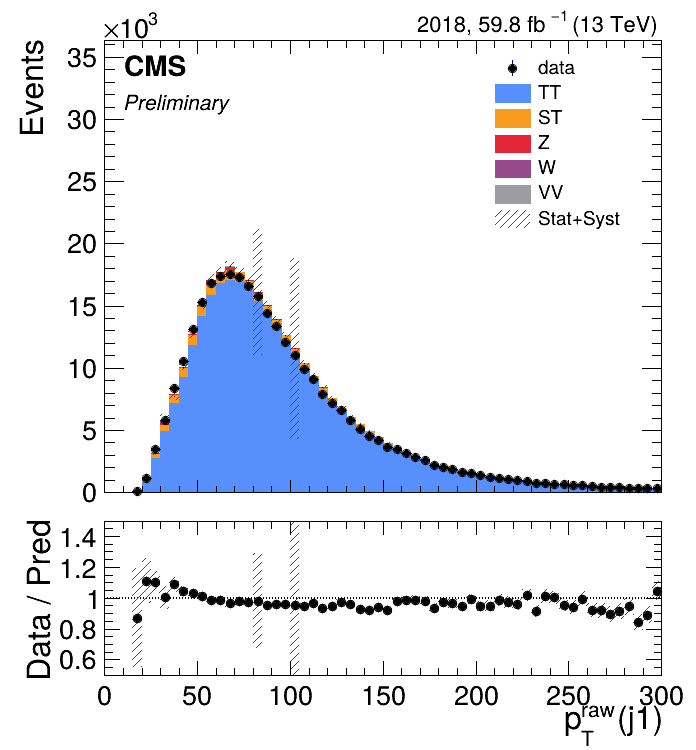 ×10³
2018, 59.8 fb⁻¹ (13 TeV)
Events
CMS
Preliminary
data
TT
ST
Z
W
VV
Stat+Syst
35
30
25
20
15
10
5
0
Data / Pred
1.4
1.2
1
0.8
0.6
0 50 100 150 200 250 300
p_T^raw(j1)